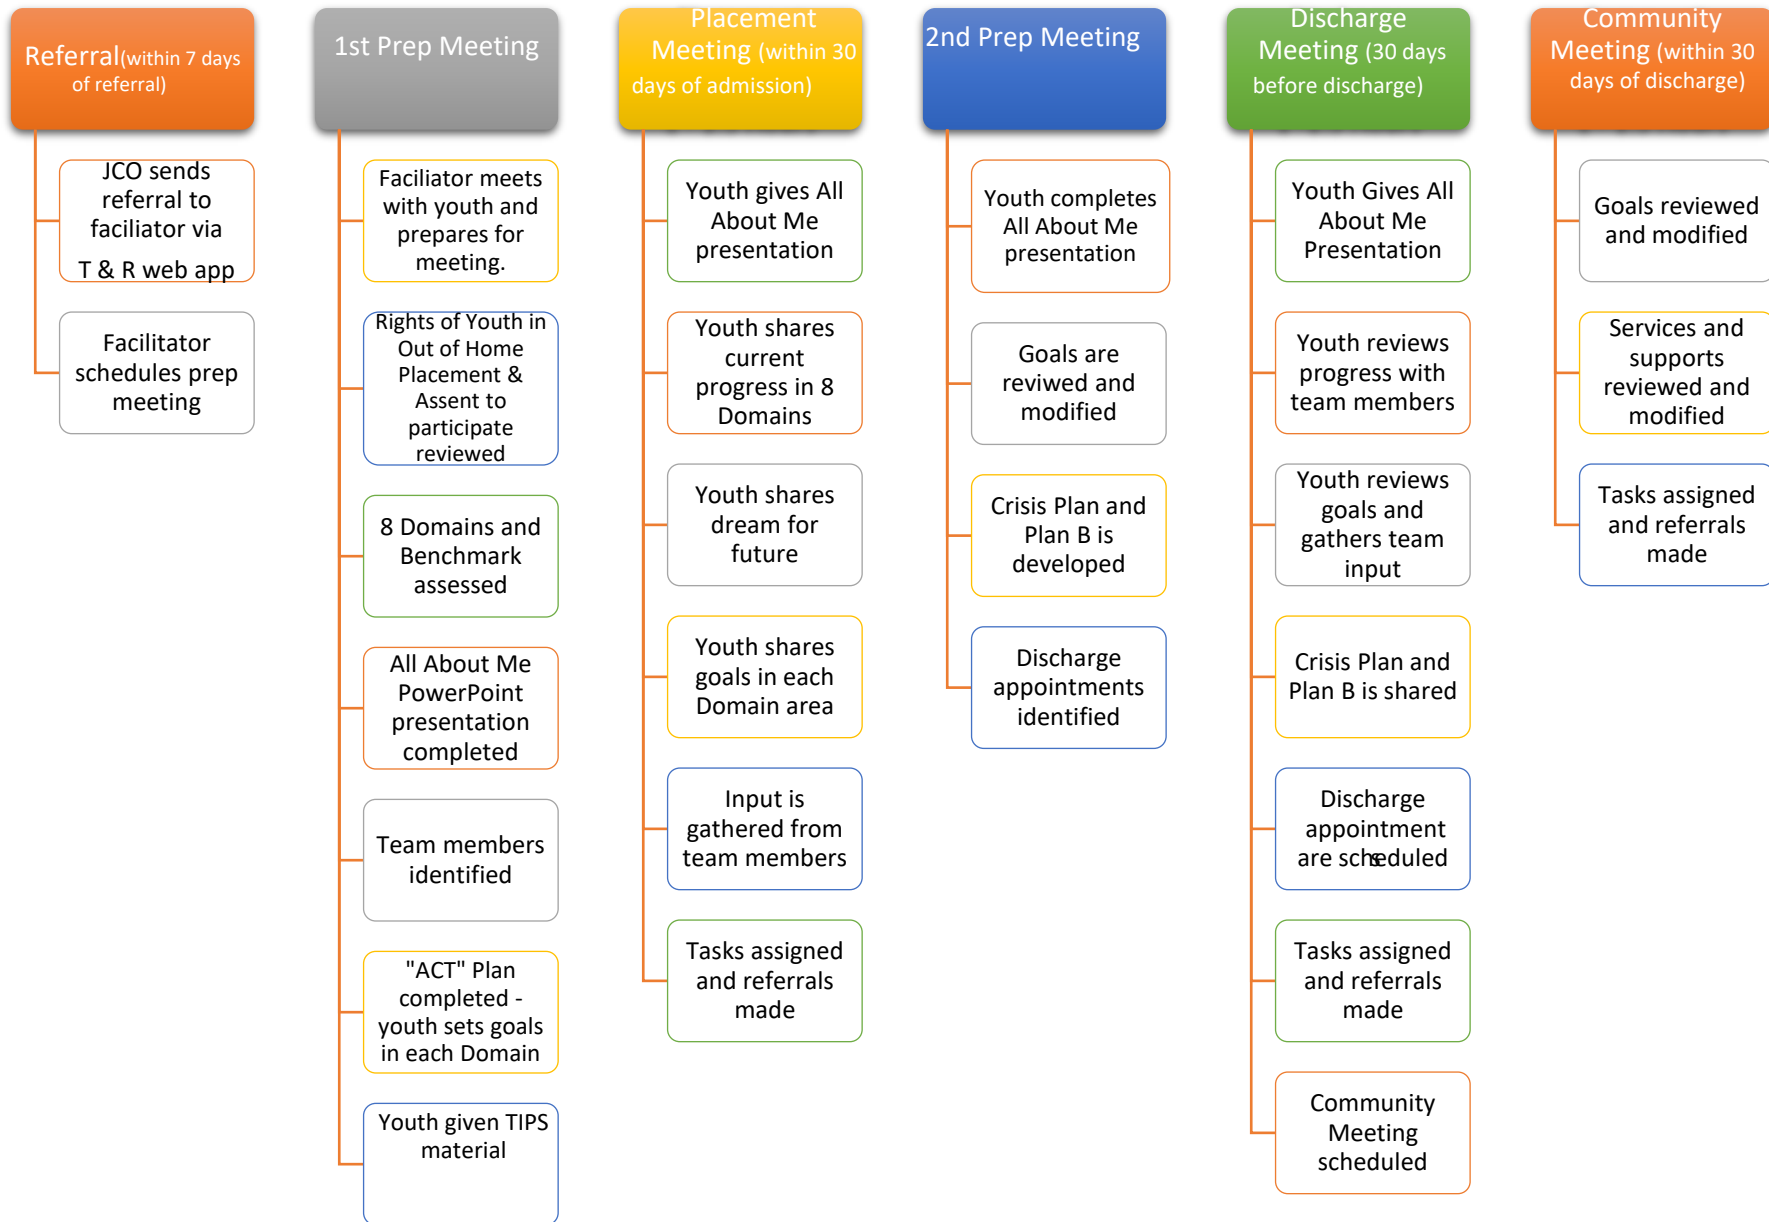 Referral(within 7 days
of referral)
JCO sends
referral to
faciliator via
T & R web app
Facilitator
schedules prep
meeting
1st Prep Meeting
Faciliator meets
with youth and
prepares for
meeting.
Rights of Youth in
Out of Home
Placement &
Assent to
participate
reviewed
8 Domains and
Benchmark
assessed
All About Me
PowerPoint
presentation
completed
Team members
identified
"ACT" Plan
completed -
youth sets goals
in each Domain
Youth given TIPS
material
Placement
Meeting (within 30
days of admission)
Youth gives All
About Me
presentation
Youth shares
current
progress in 8
Domains
Youth shares
dream for
future
Youth shares
goals in each
Domain area
Input is
gathered from
team members
Tasks assigned
and referrals
made
2nd Prep Meeting
Youth completes
All About Me
presentation
Goals are
reviwed and
modified
Crisis Plan and
Plan B is
developed
Discharge
appointments
identified
Discharge
Meeting (30 days
before discharge)
Youth Gives All
About Me
Presentation
Youth reviews
progress with
team members
Youth reviews
goals and
gathers team
input
Crisis Plan and
Plan B is shared
Discharge
appointments
are scheduled
Tasks assigned
and referrals
made
Community
Meeting
scheduled
Community
Meeting (within 30
days of discharge)
Goals reviewed
and modified
Services and
supports
reviewed and
modified
Tasks assigned
and referrals
made